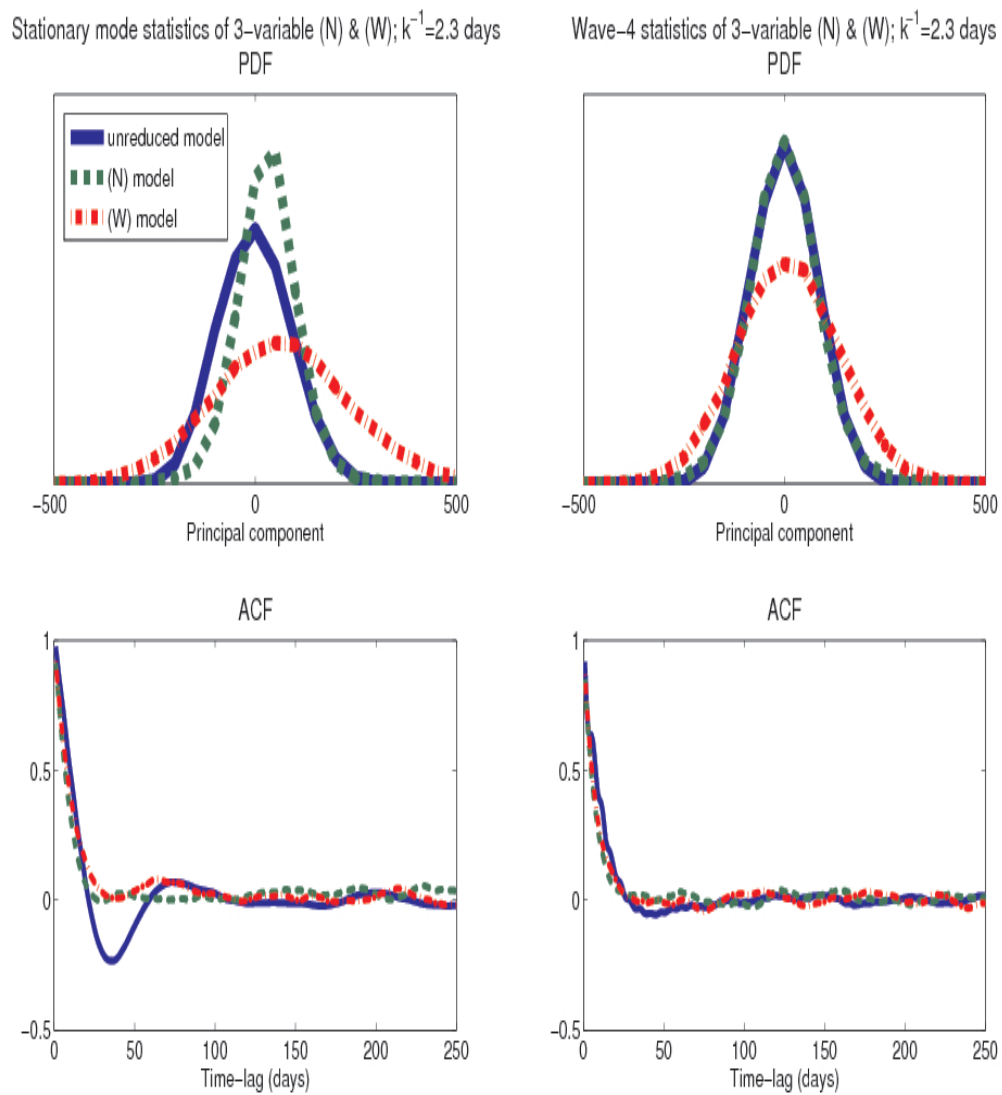 Stationary mode statistics of 3−variable (N) & (W); k⁻¹=2.3 days
PDF
unreduced model
(N) model
(W) model
−500
0
500
Principal component
Wave−4 statistics of 3−variable (N) & (W); k⁻¹=2.3 days
PDF
−500
0
500
Principal component
ACF
1
0.5
0
−0.5
0
50
100
150
200
250
Time−lag (days)
ACF
1
0.5
0
−0.5
0
50
100
150
200
250
Time−lag (days)